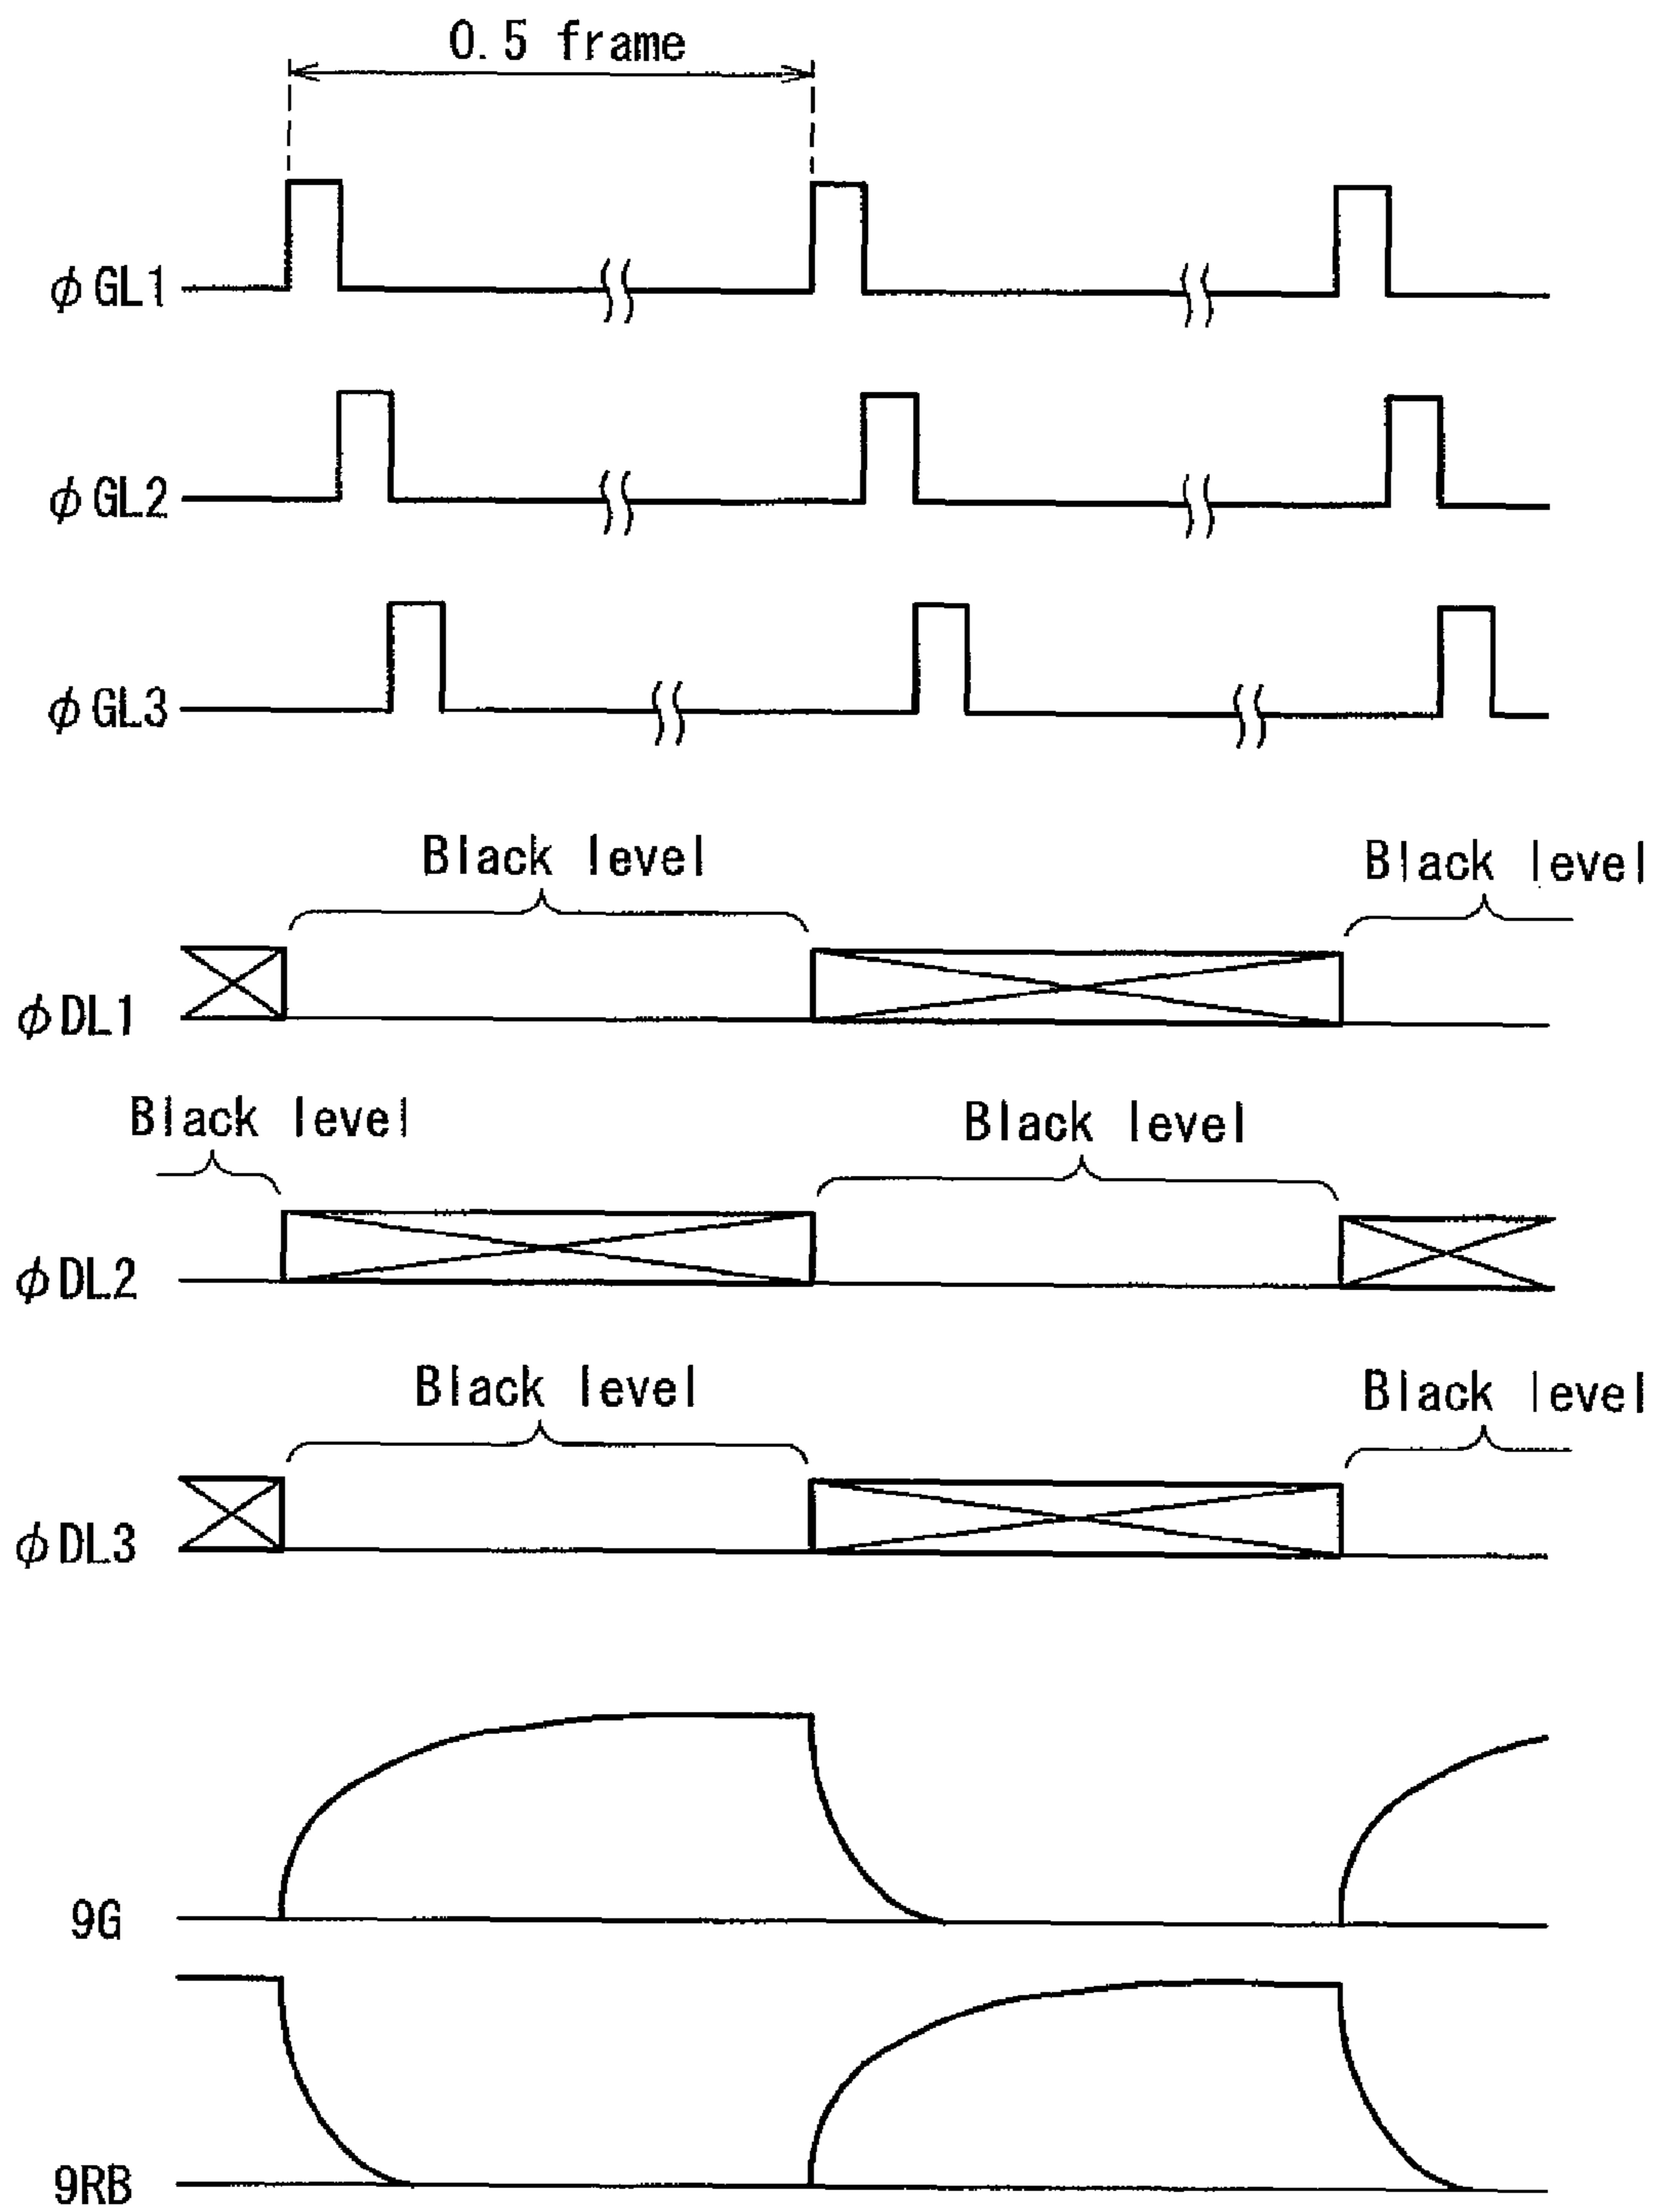 0.5 frame
φGL1
φGL2
φGL3
Black level
Black level
φDL1
Black level
Black level
φDL2
Black level
Black level
φDL3
9G
9RB